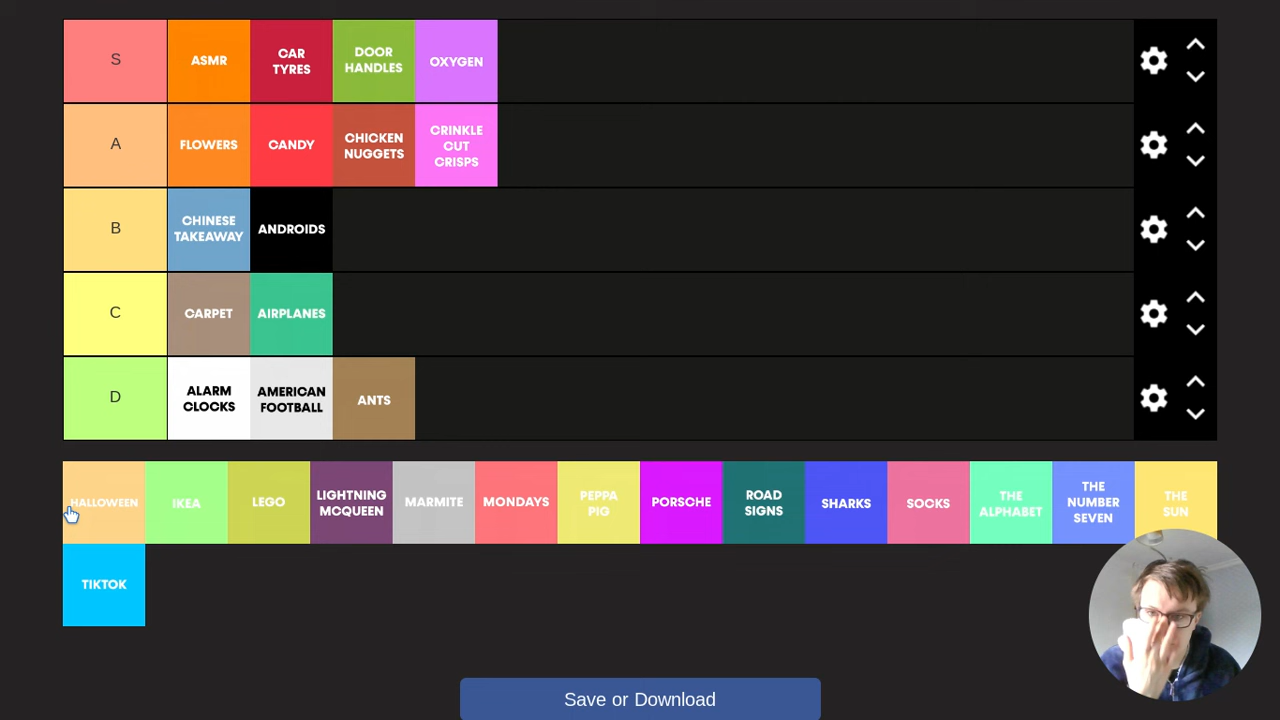 S
ASMR
CAR
TYRES
DOOR
HANDLES
OXYGEN
A
FLOWERS
CANDY
CHICKEN
NUGGETS
CRINKLE
CUT
CRISPS
B
CHINESE
TAKEAWAY
ANDROIDS
C
CARPET
AIRPLANES
D
ALARM
CLOCKS
AMERICAN
FOOTBALL
ANTS
HALLOWEEN
IKEA
LEGO
LIGHTNING
MCQUEEN
MARMITE
MONDAYS
PEPPA
PIG
PORSCHE
ROAD
SIGNS
SHARKS
SOCKS
THE
ALPHABET
THE
NUMBER
SEVEN
THE
SUN
TIKTOK
Save or Download